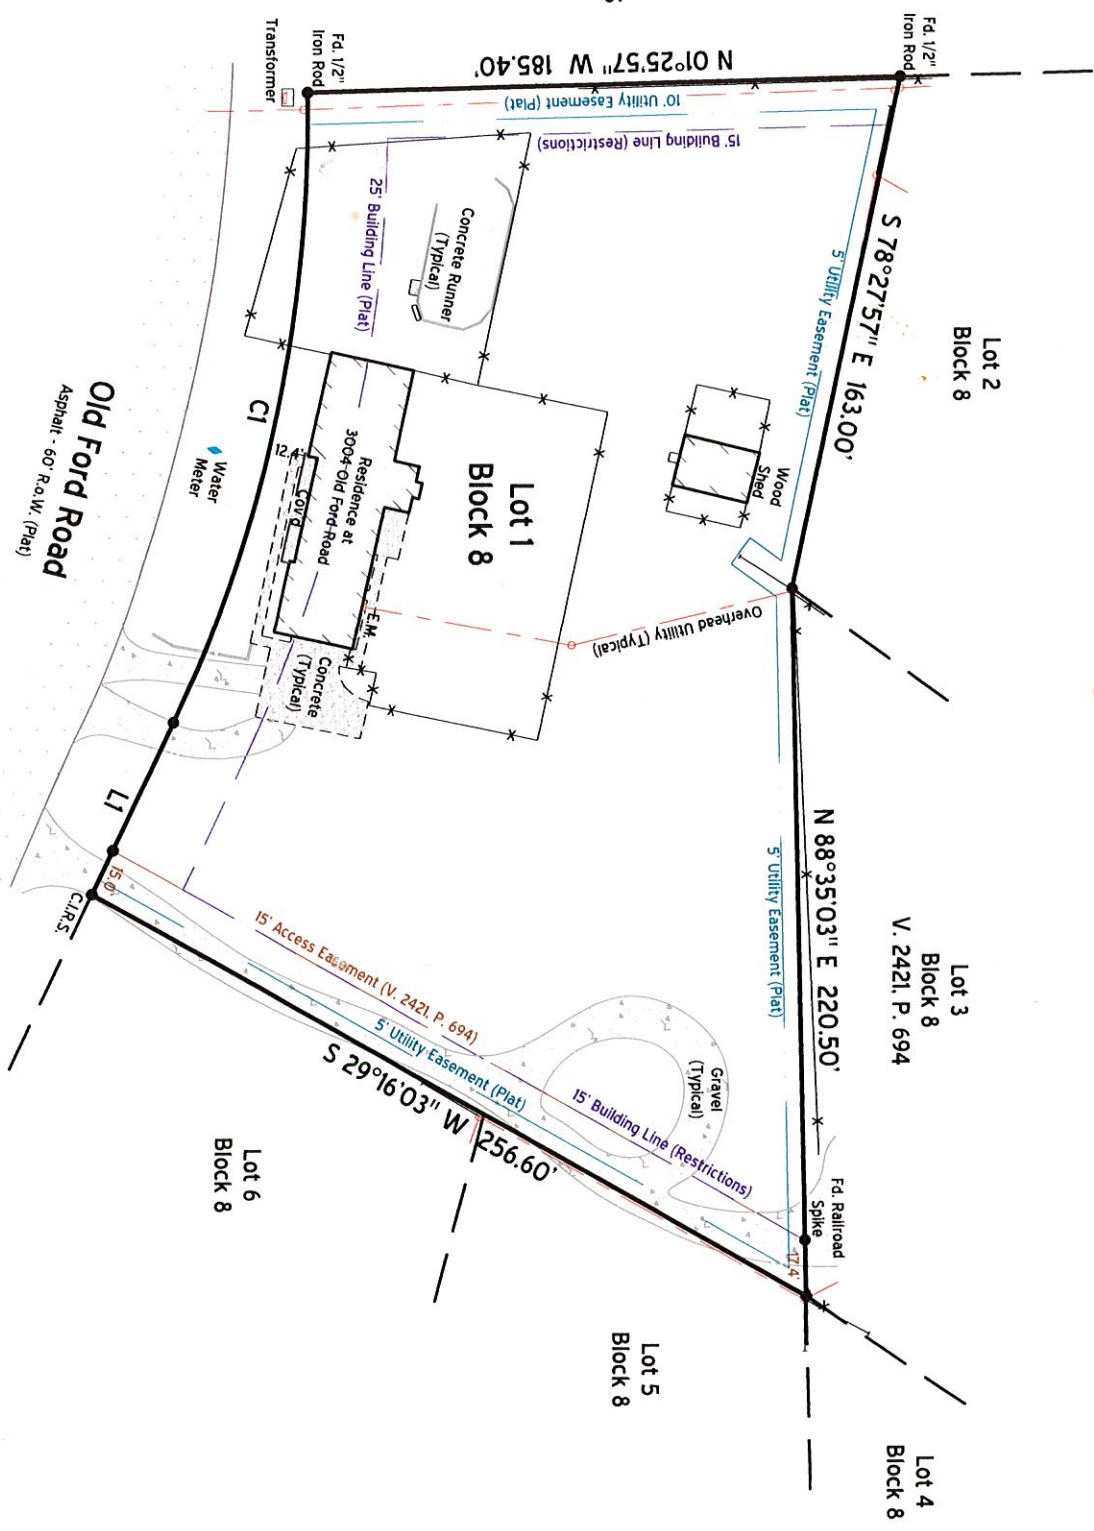 Fd. 1/2"
Iron Rod
N 01°25'57" W 185.40'
Fd. 1/2"
Iron Rod
Transformer
10' Utility Easement (Plat)
15' Building Line (Restrictions)
25' Building Line (Plat)
Concrete Runner
(Typical)
S 78°27'57" E 163.00'
5' Utility Easement (Plat)
Lot 2
Block 8
Wood
Shed
Lot 1
Block 8
Residence at
3004 Old Ford Road
12.4'
Cov'd
E.M.
Concrete
(Typical)
Overhead Utility (Typical)
C1
Water
Meter
Old Ford Road
Asphalt - 60' R.o.W. (Plat)
L1
15.0'
C.I.R.S.
N 88°35'03" E 220.50'
5' Utility Easement (Plat)
Lot 3
Block 8
V. 2421, P. 694
15' Access Easement (V. 2421, P. 694)
5' Utility Easement (Plat)
S 29°16'03" W 256.60'
15' Building Line (Restrictions)
Gravel
(Typical)
Fd. Railroad
Spike
17.4'
Lot 6
Block 8
Lot 5
Block 8
Lot 4
Block 8